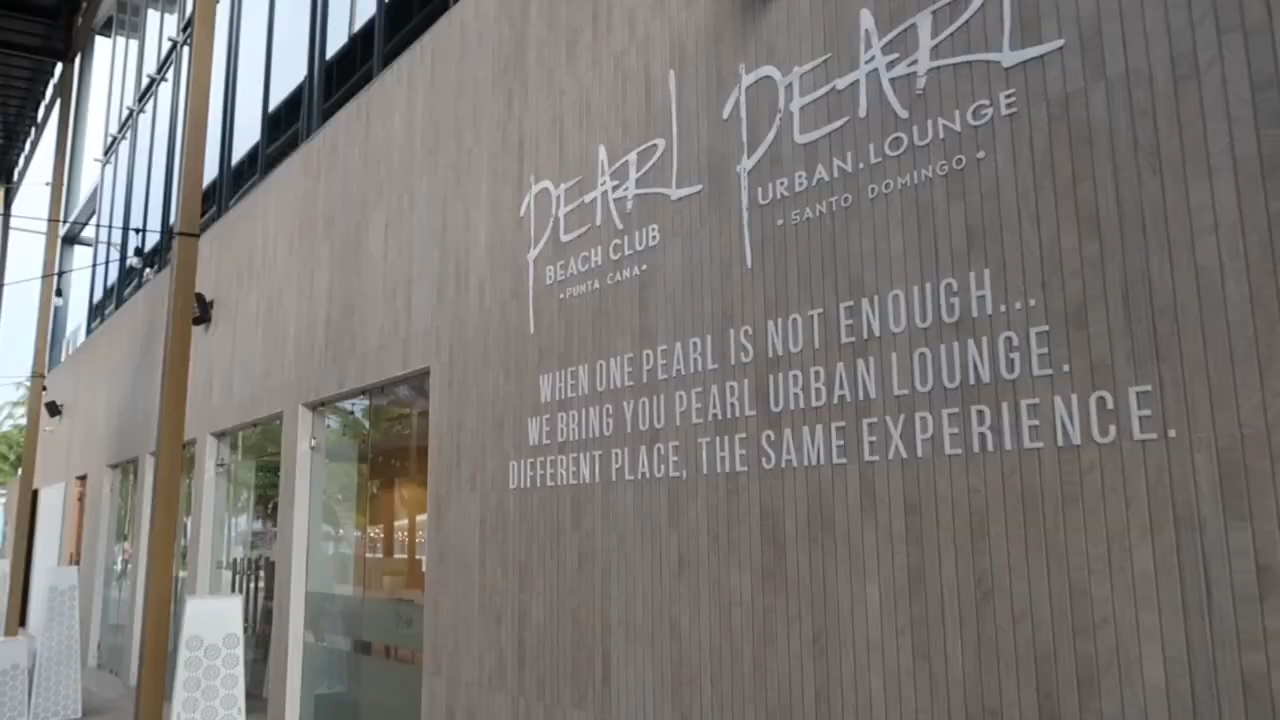 PEARL
BEACH CLUB
•PUNTA CANA•
PEARL
URBAN.LOUNGE
• SANTO DOMINGO •
WHEN ONE PEARL IS NOT ENOUGH...
WE BRING YOU PEARL URBAN LOUNGE.
DIFFERENT PLACE, THE SAME EXPERIENCE.